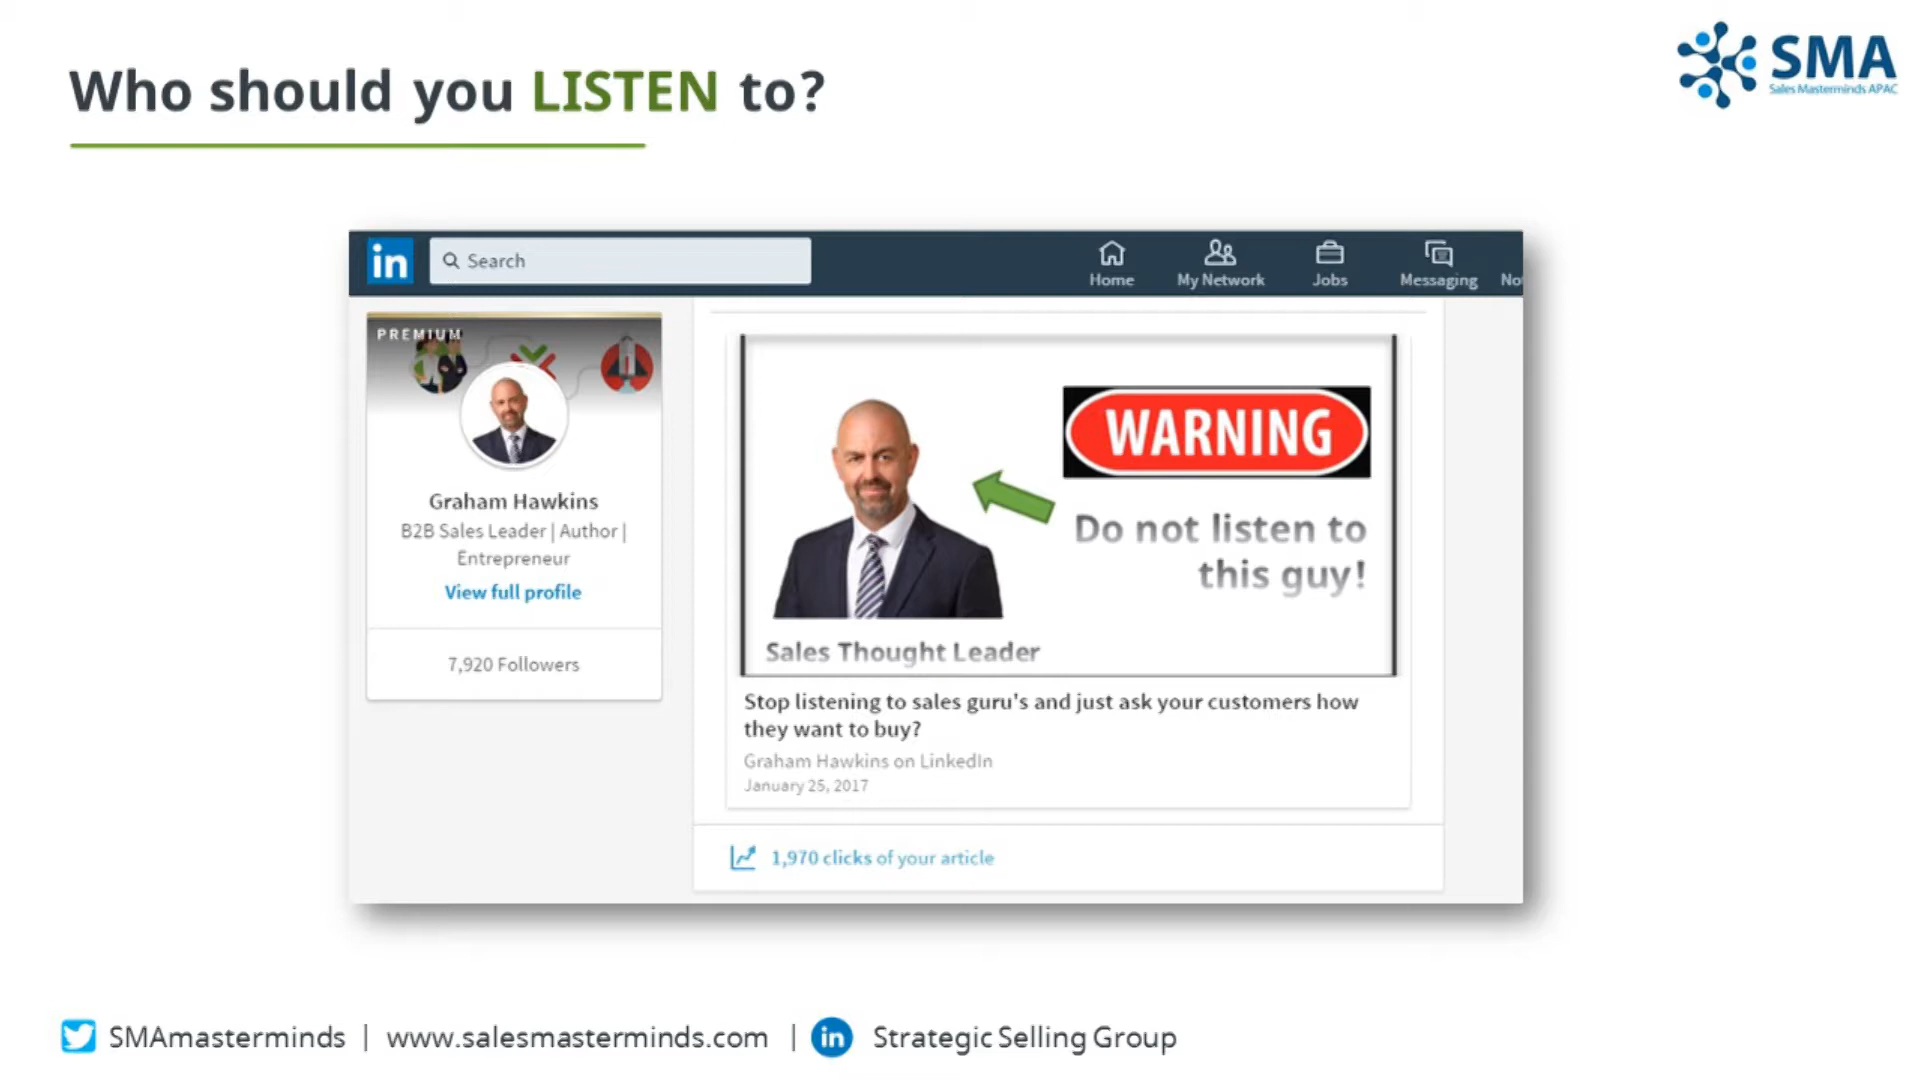 Who should you LISTEN to?
SMA
Sales Masterminds APAC
in
Search
Home
My Network
Jobs
Messaging
No
PREMIUM
Graham Hawkins
B2B Sales Leader | Author |
Entrepreneur
View full profile
7,920 Followers
WARNING
Do not listen to
this guy!
Sales Thought Leader
Stop listening to sales guru's and just ask your customers how
they want to buy?
Graham Hawkins on LinkedIn
January 25, 2017
1,970 clicks of your article
SMAmasterminds | www.salesmasterminds.com | in Strategic Selling Group